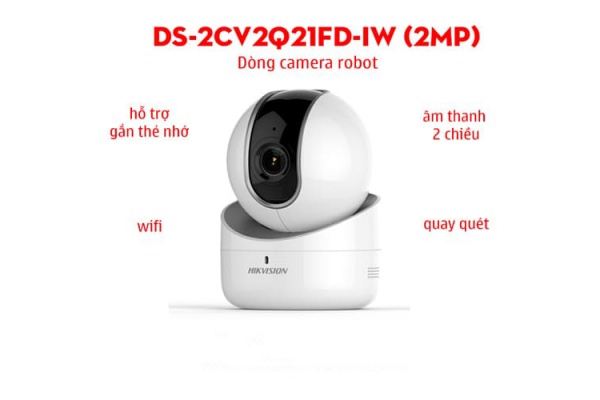 DS-2CV2Q21FD-IW (2MP)
Dòng camera robot
hỗ trợ
gắn thẻ nhớ
âm thanh
2 chiều
wifi
quay quét
HIKVISION